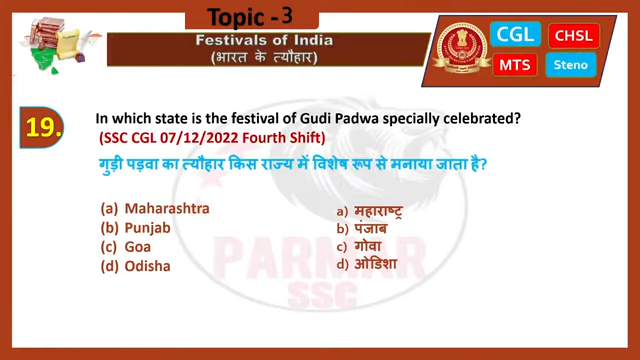 Topic - 3
Festivals of India
(भारत के त्यौहार)
CGL
CHSL
MTS
Steno
19.
In which state is the festival of Gudi Padwa specially celebrated?
(SSC CGL 07/12/2022 Fourth Shift)
गुड़ी पड़वा का त्यौहार किस राज्य में विशेष रूप से मनाया जाता है?
(a) Maharashtra
(b) Punjab
(c) Goa
(d) Odisha
a) महाराष्ट्र
b) पंजाब
c) गोवा
d) ओडिशा
PARMAR
SSC